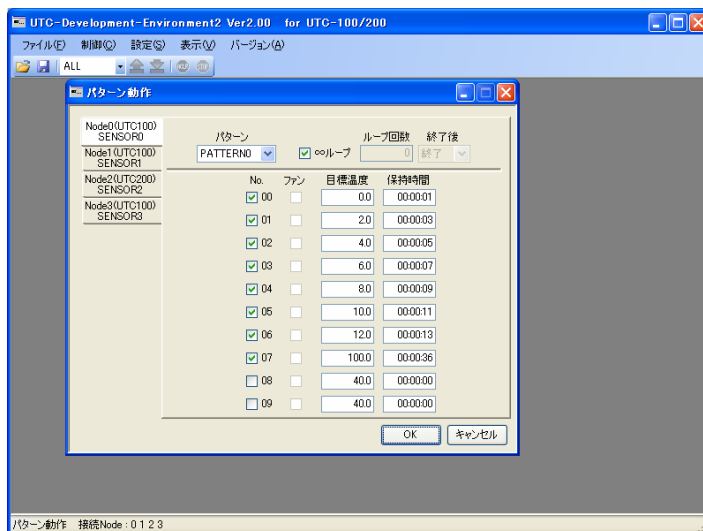 UTC-Development-Environment2 Ver2.00 for UTC-100/200
ファイル(F) 制御(C) 設定(S) 表示(V) バージョン(A)
ALL
パターン動作
Node0(UTC100)
SENSOR0
Node1(UTC100)
SENSOR1
Node2(UTC200)
SENSOR2
Node3(UTC100)
SENSOR3
パターン ループ回数 終了後
PATTERN0 ∞ループ 0 終了
No. ファン 目標温度 保持時間
00 0.0 00:00:01
01 2.0 00:00:03
02 4.0 00:00:05
03 6.0 00:00:07
04 8.0 00:00:09
05 10.0 00:00:11
06 12.0 00:00:13
07 100.0 00:00:36
08 40.0 00:00:00
09 40.0 00:00:00
OK キャンセル
パターン動作 接続Node : 0 1 2 3